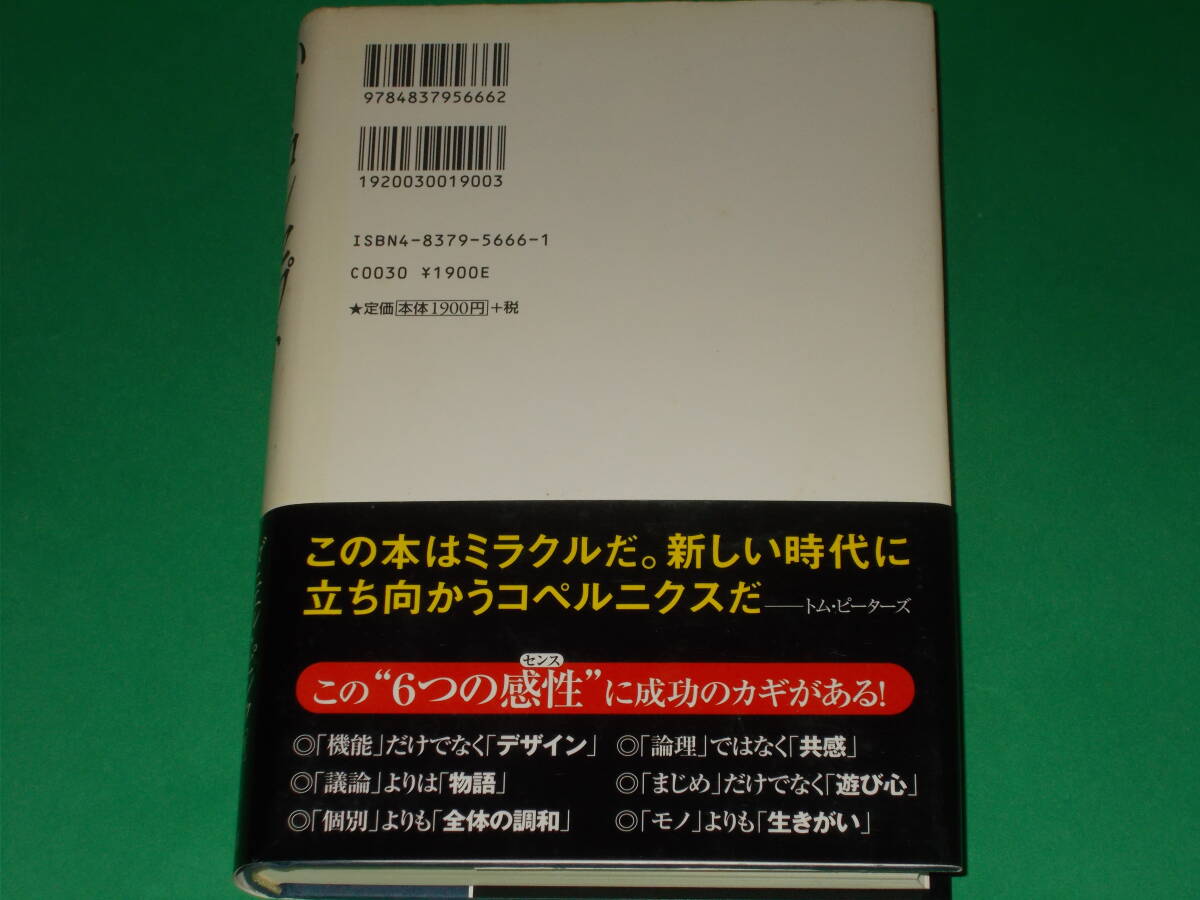 9784837956662
1920030019003
ISBN4-8379-5666-1
C0030 ¥1900E
★定価本体1900円+税
この本はミラクルだ。新しい時代に
立ち向かうコペルニクスだ――トム・ピーターズ
センス
この“6つの感性”に成功のカギがある!
◎「機能」だけでなく「デザイン」
◎「議論」よりは「物語」
◎「個別」よりも「全体の調和」
◎「論理」ではなく「共感」
◎「まじめ」だけでなく「遊び心」
◎「モノ」よりも「生きがい」